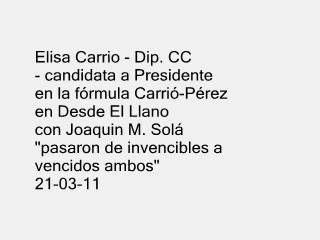 Elisa Carrio - Dip. CC
- candidata a Presidente
en la fórmula Carrió-Pérez
en Desde El Llano
con Joaquin M. Solá
"pasaron de invencibles a
vencidos ambos"
21-03-11